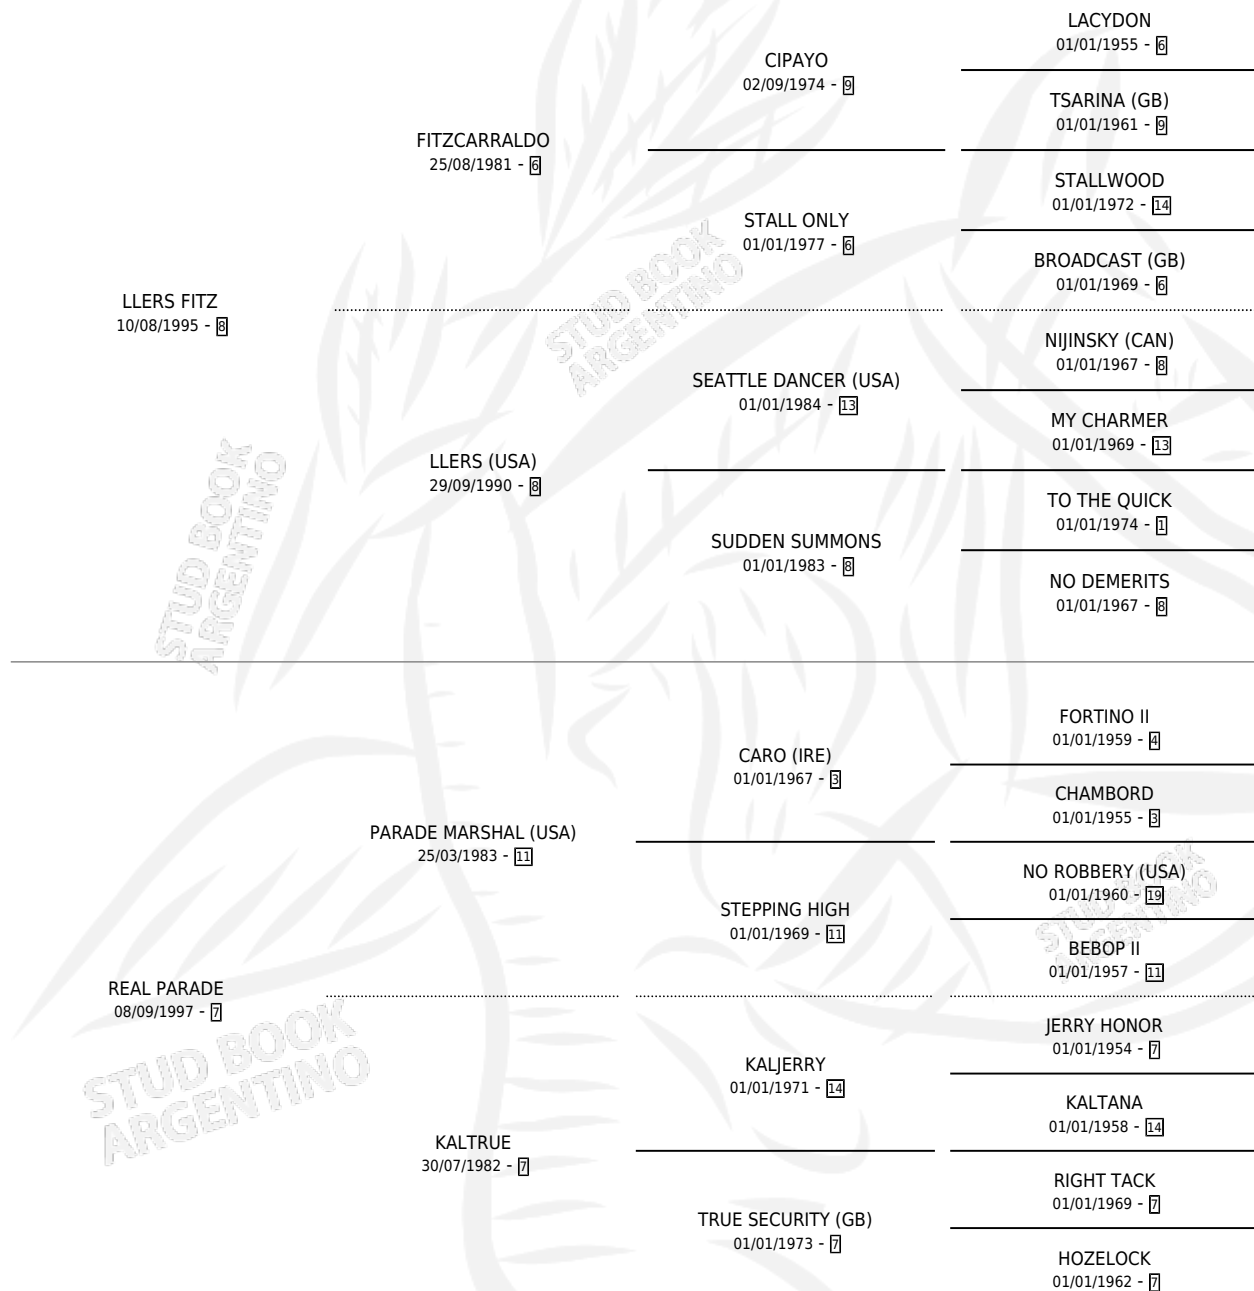 LACYDON
01/01/1955 - 6
CIPAYO
02/09/1974 - 9
TSARINA (GB)
01/01/1961 - 9
FITZCARRALDO
25/08/1981 - 6
STALLWOOD
01/01/1972 - 14
STALL ONLY
01/01/1977 - 6
BROADCAST (GB)
01/01/1969 - 6
LLERS FITZ
10/08/1995 - 8
NIJINSKY (CAN)
01/01/1967 - 8
SEATTLE DANCER (USA)
01/01/1984 - 13
MY CHARMER
01/01/1969 - 13
LLERS (USA)
29/09/1990 - 8
TO THE QUICK
01/01/1974 - 1
SUDDEN SUMMONS
01/01/1983 - 8
NO DEMERITS
01/01/1967 - 8
STUD BOOK
ARGENTINO
STUD BOOK
ARGENTINO
FORTINO II
01/01/1959 - 4
CARO (IRE)
01/01/1967 - 3
CHAMBORD
01/01/1955 - 3
PARADE MARSHAL (USA)
25/03/1983 - 11
NO ROBBERY (USA)
01/01/1960 - 19
STEPPING HIGH
01/01/1969 - 11
BEBOP II
01/01/1957 - 11
STUD BOOK
ARGENTINO
REAL PARADE
08/09/1997 - 7
JERRY HONOR
01/01/1954 - 7
KALJERRY
01/01/1971 - 14
KALTANA
01/01/1958 - 14
STUD BOOK
ARGENTINO
KALTRUE
30/07/1982 - 7
RIGHT TACK
01/01/1969 - 7
TRUE SECURITY (GB)
01/01/1973 - 7
HOZELOCK
01/01/1962 - 7